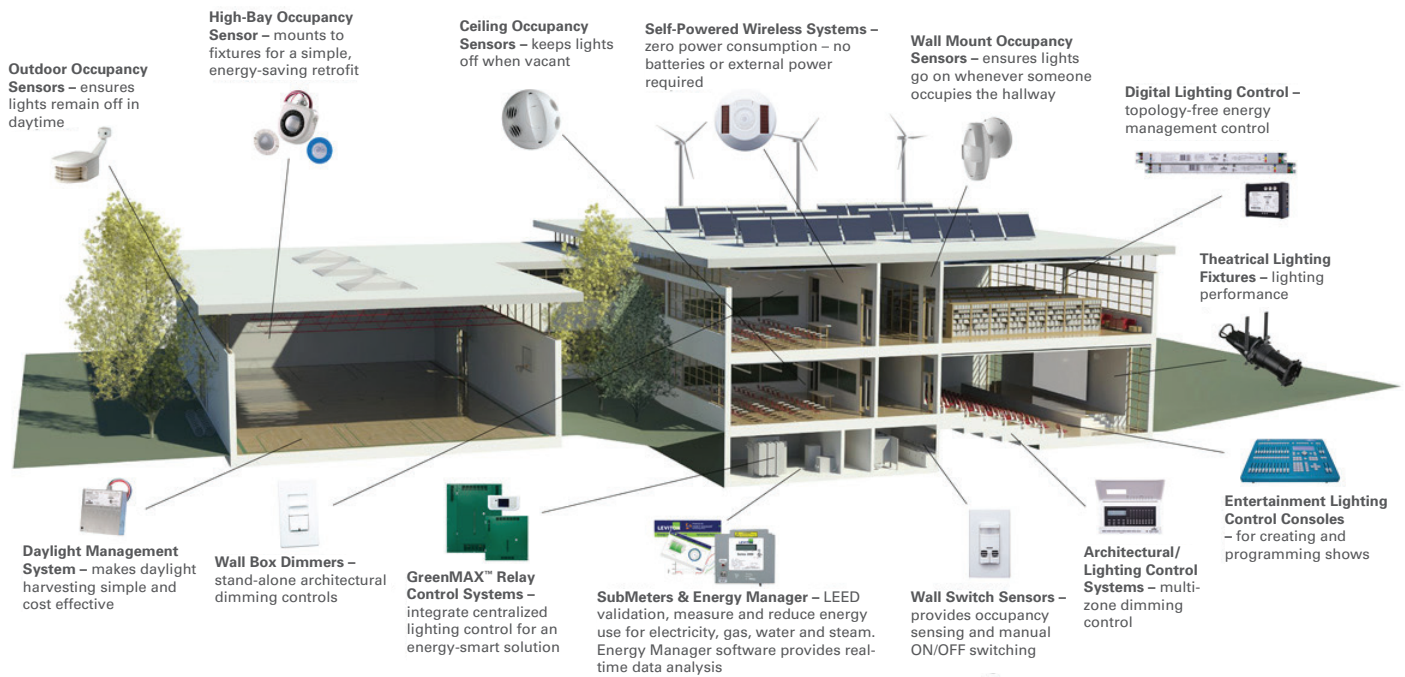 High-Bay Occupancy
Sensor – mounts to
fixtures for a simple,
energy-saving retrofit
Ceiling Occupancy
Sensors – keeps lights
off when vacant
Self-Powered Wireless Systems –
zero power consumption – no
batteries or external power
required
Wall Mount Occupancy
Sensors – ensures lights
go on whenever someone
occupies the hallway
Outdoor Occupancy
Sensors – ensures
lights remain off in
daytime
Digital Lighting Control –
topology-free energy
management control
Theatrical Lighting
Fixtures – lighting
performance
Entertainment Lighting
Control Consoles
– for creating and
programming shows
Daylight Management
System – makes daylight
harvesting simple and
cost effective
Wall Box Dimmers –
stand-alone architectural
dimming controls
GreenMAX™ Relay
Control Systems –
integrate centralized
lighting control for an
energy-smart solution
LEVITON
SubMeters & Energy Manager – LEED
validation, measure and reduce energy
use for electricity, gas, water and steam.
Energy Manager software provides real-
time data analysis
Wall Switch Sensors –
provides occupancy
sensing and manual
ON/OFF switching
Architectural/
Lighting Control
Systems – multi-
zone dimming
control